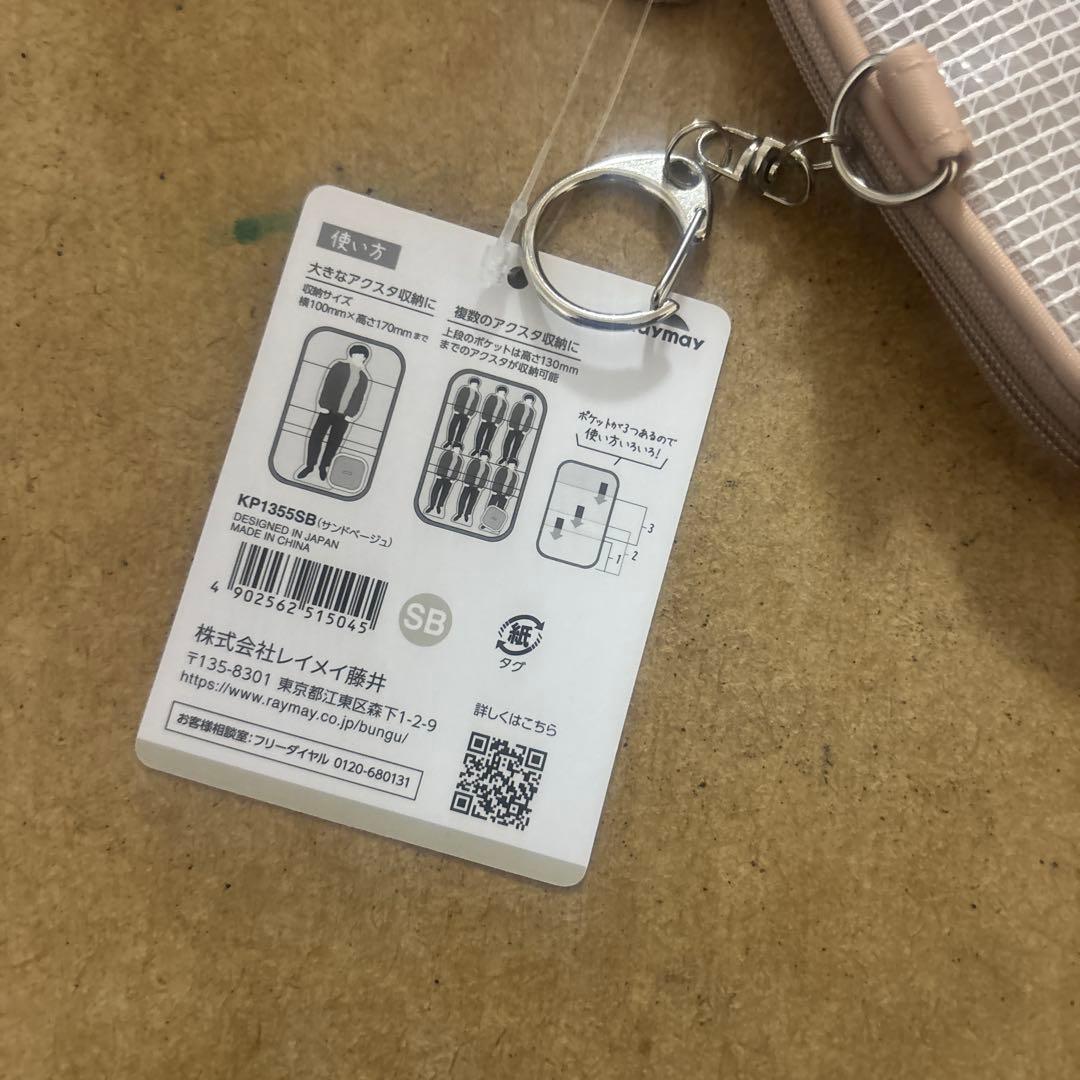 使い方
大きなアクスタ収納に
収納サイズ
横100mm×高さ170mmまで
複数のアクスタ収納に
上段のポケットは高さ130mm
までのアクスタが収納可能
raymay
ポケットが3つあるので
使い方いろいろ!
3
2
1
KP1355SB(サンドベージュ)
DESIGNED IN JAPAN
MADE IN CHINA
4 902562 515045
SB
紙
タグ
株式会社レイメイ藤井
〒135-8301 東京都江東区森下1-2-9
https://www.raymay.co.jp/bungu/
お客様相談室:フリーダイヤル 0120-680131
詳しくはこちら